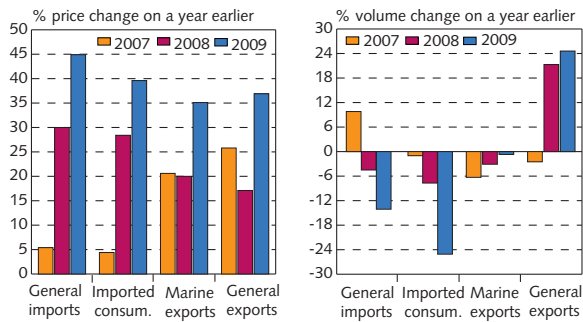 % price change on a year earlier
50
45
40
35
30
25
20
15
10
5
0
2007 2008 2009
General imports
Imported consum.
Marine exports
General exports
% volume change on a year earlier
30
24
18
12
6
0
-6
-12
-18
-24
-30
2007 2008 2009
General imports
Imported consum.
Marine exports
General exports